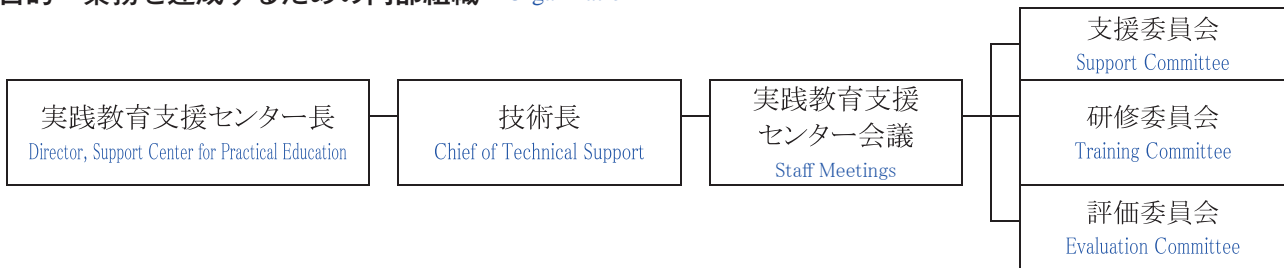 実践教育支援センター長
Director, Support Center for Practical Education
技術長
Chief of Technical Support
実践教育支援
センター会議
Staff Meetings
支援委員会
Support Committee
研修委員会
Training Committee
評価委員会
Evaluation Committee